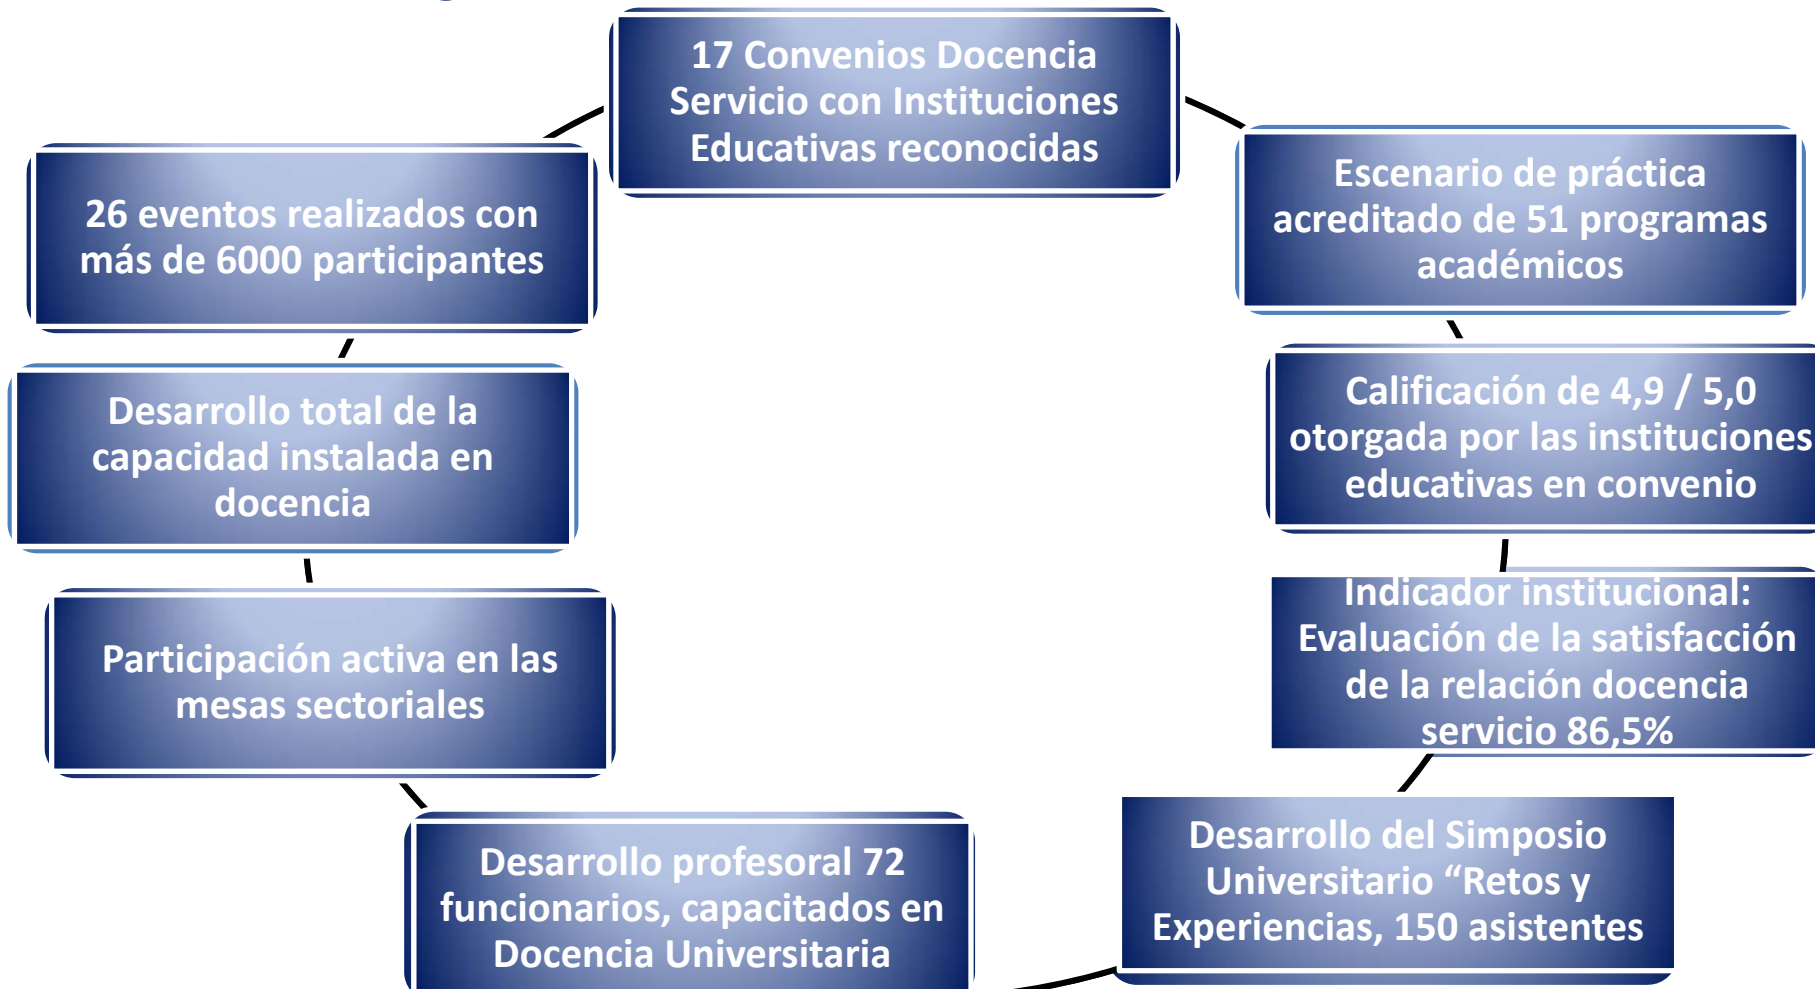 17 Convenios Docencia
Servicio con Instituciones
Educativas reconocidas
Escenario de práctica
acreditado de 51 programas
académicos
Calificación de 4,9 / 5,0
otorgada por las instituciones
educativas en convenio
Indicador institucional:
Evaluación de la satisfacción
de la relación docencia
servicio 86,5%
Desarrollo del Simposio
Universitario “Retos y
Experiencias, 150 asistentes
Desarrollo profesoral 72
funcionarios, capacitados en
Docencia Universitaria
Participación activa en las
mesas sectoriales
Desarrollo total de la
capacidad instalada en
docencia
26 eventos realizados con
más de 6000 participantes